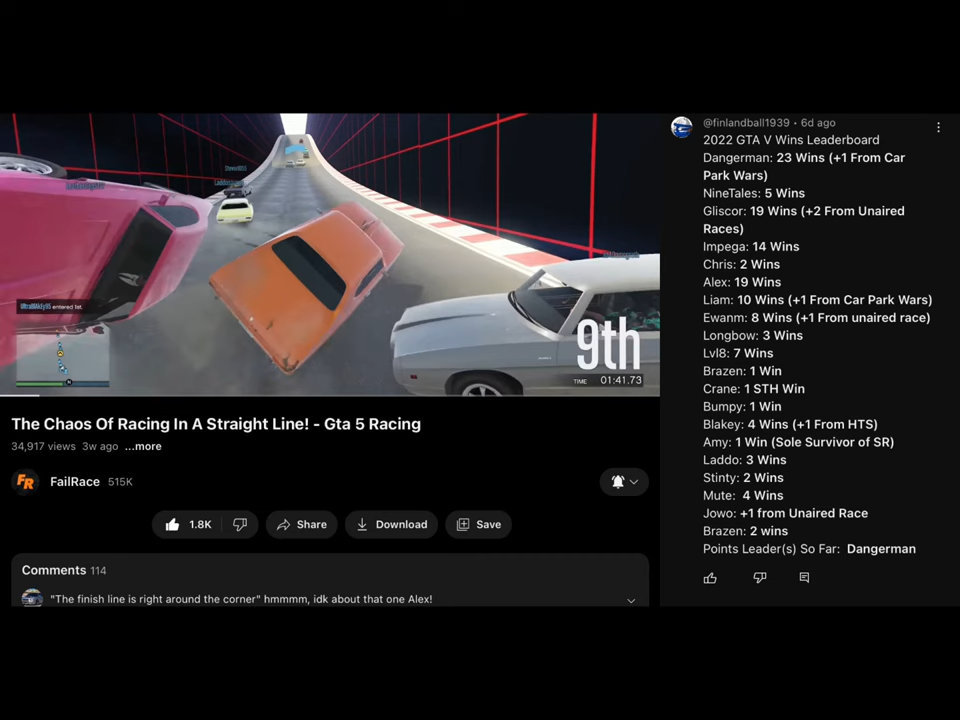 @finlandball1939 • 6d ago
2022 GTA V Wins Leaderboard
Dangerman: 23 Wins (+1 From Car
Park Wars)
NineTales: 5 Wins
Gliscor: 19 Wins (+2 From Unaired
Races)
Impega: 14 Wins
Chris: 2 Wins
Alex: 19 Wins
Liam: 10 Wins (+1 From Car Park Wars)
Ewanm: 8 Wins (+1 From unaired race)
Longbow: 3 Wins
Lvl8: 7 Wins
Brazen: 1 Win
Crane: 1 STH Win
Bumpy: 1 Win
Blakey: 4 Wins (+1 From HTS)
Amy: 1 Win (Sole Survivor of SR)
Laddo: 3 Wins
Stinty: 2 Wins
Mute: 4 Wins
Jowo: +1 from Unaired Race
Brazen: 2 wins
Points Leader(s) So Far: Dangerman
entered lst.
9th
TIME 01:41.73
The Chaos Of Racing In A Straight Line! - Gta 5 Racing
34,917 views 3w ago ...more
FR FailRace 515K
1.8K Share Download Save
Comments 114
"The finish line is right around the corner" hmmmm, idk about that one Alex!